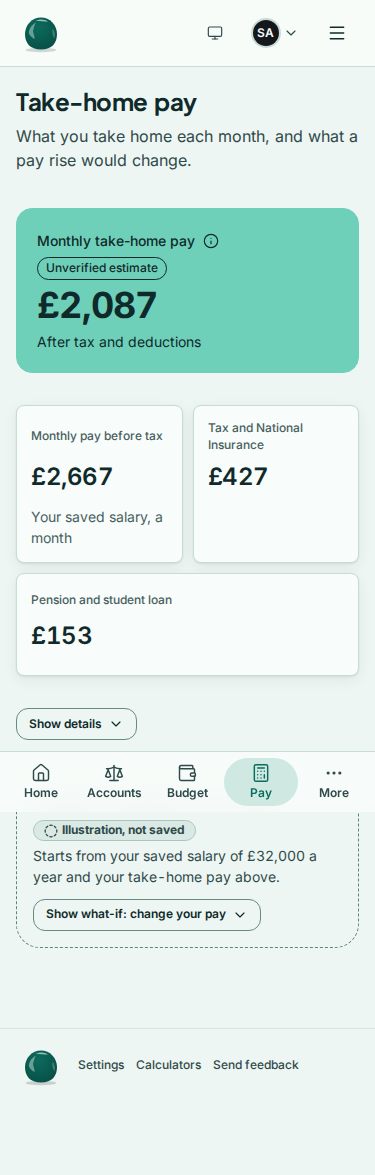 SA
Take-home pay
What you take home each month, and what a
pay rise would change.
Monthly take-home pay
Unverified estimate
£2,087
After tax and deductions
Monthly pay before tax
£2,667
Your saved salary, a
month
Tax and National
Insurance
£427
Pension and student loan
£153
Show details
Home
Accounts
Budget
Pay
More
Illustration, not saved
Starts from your saved salary of £32,000 a
year and your take-home pay above.
Show what-if: change your pay
Settings
Calculators
Send feedback